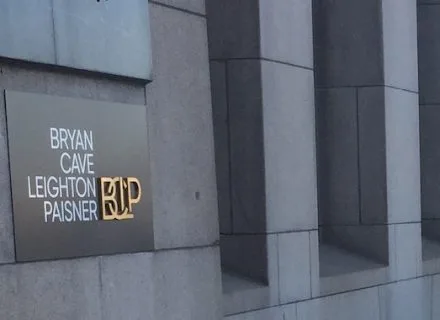 BRYAN
CAVE
LEIGHTON
PAISNER
BCLP